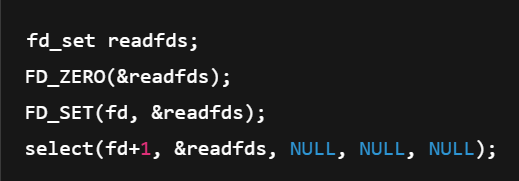 fd_set readfds;
FD_ZERO(&readfds);
FD_SET(fd, &readfds);
select(fd+1, &readfds, NULL, NULL, NULL);